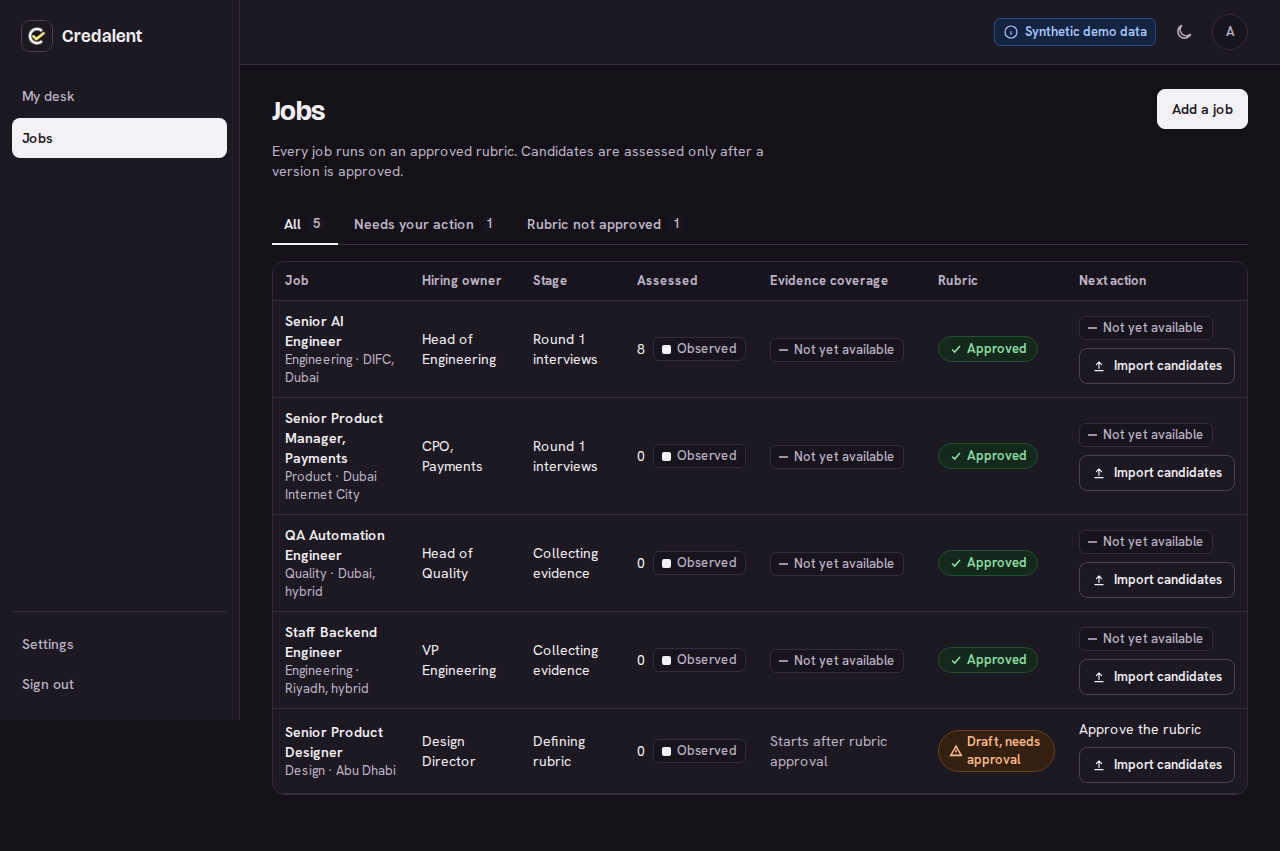 Credalent
Synthetic demo data
A
My desk
Jobs
Settings
Sign out
Jobs
Add a job
Every job runs on an approved rubric. Candidates are assessed only after a
version is approved.
All 5
Needs your action 1
Rubric not approved 1
Job
Hiring owner
Stage
Assessed
Evidence coverage
Rubric
Next action
Senior AI
Engineer
Engineering · DIFC,
Dubai
Head of
Engineering
Round 1
interviews
8 Observed
Not yet available
Approved
Not yet available
Import candidates
Senior Product
Manager,
Payments
Product · Dubai
Internet City
CPO,
Payments
Round 1
interviews
0 Observed
Not yet available
Approved
Not yet available
Import candidates
QA Automation
Engineer
Quality · Dubai,
hybrid
Head of
Quality
Collecting
evidence
0 Observed
Not yet available
Approved
Not yet available
Import candidates
Staff Backend
Engineer
Engineering ·
Riyadh, hybrid
VP
Engineering
Collecting
evidence
0 Observed
Not yet available
Approved
Not yet available
Import candidates
Senior Product
Designer
Design · Abu Dhabi
Design
Director
Defining
rubric
0 Observed
Starts after rubric
approval
Draft, needs
approval
Approve the rubric
Import candidates